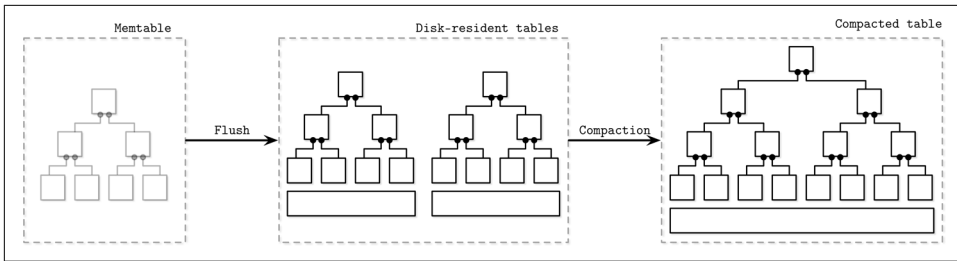 Memtable
Disk-resident tables
Compacted table
Flush
Compaction